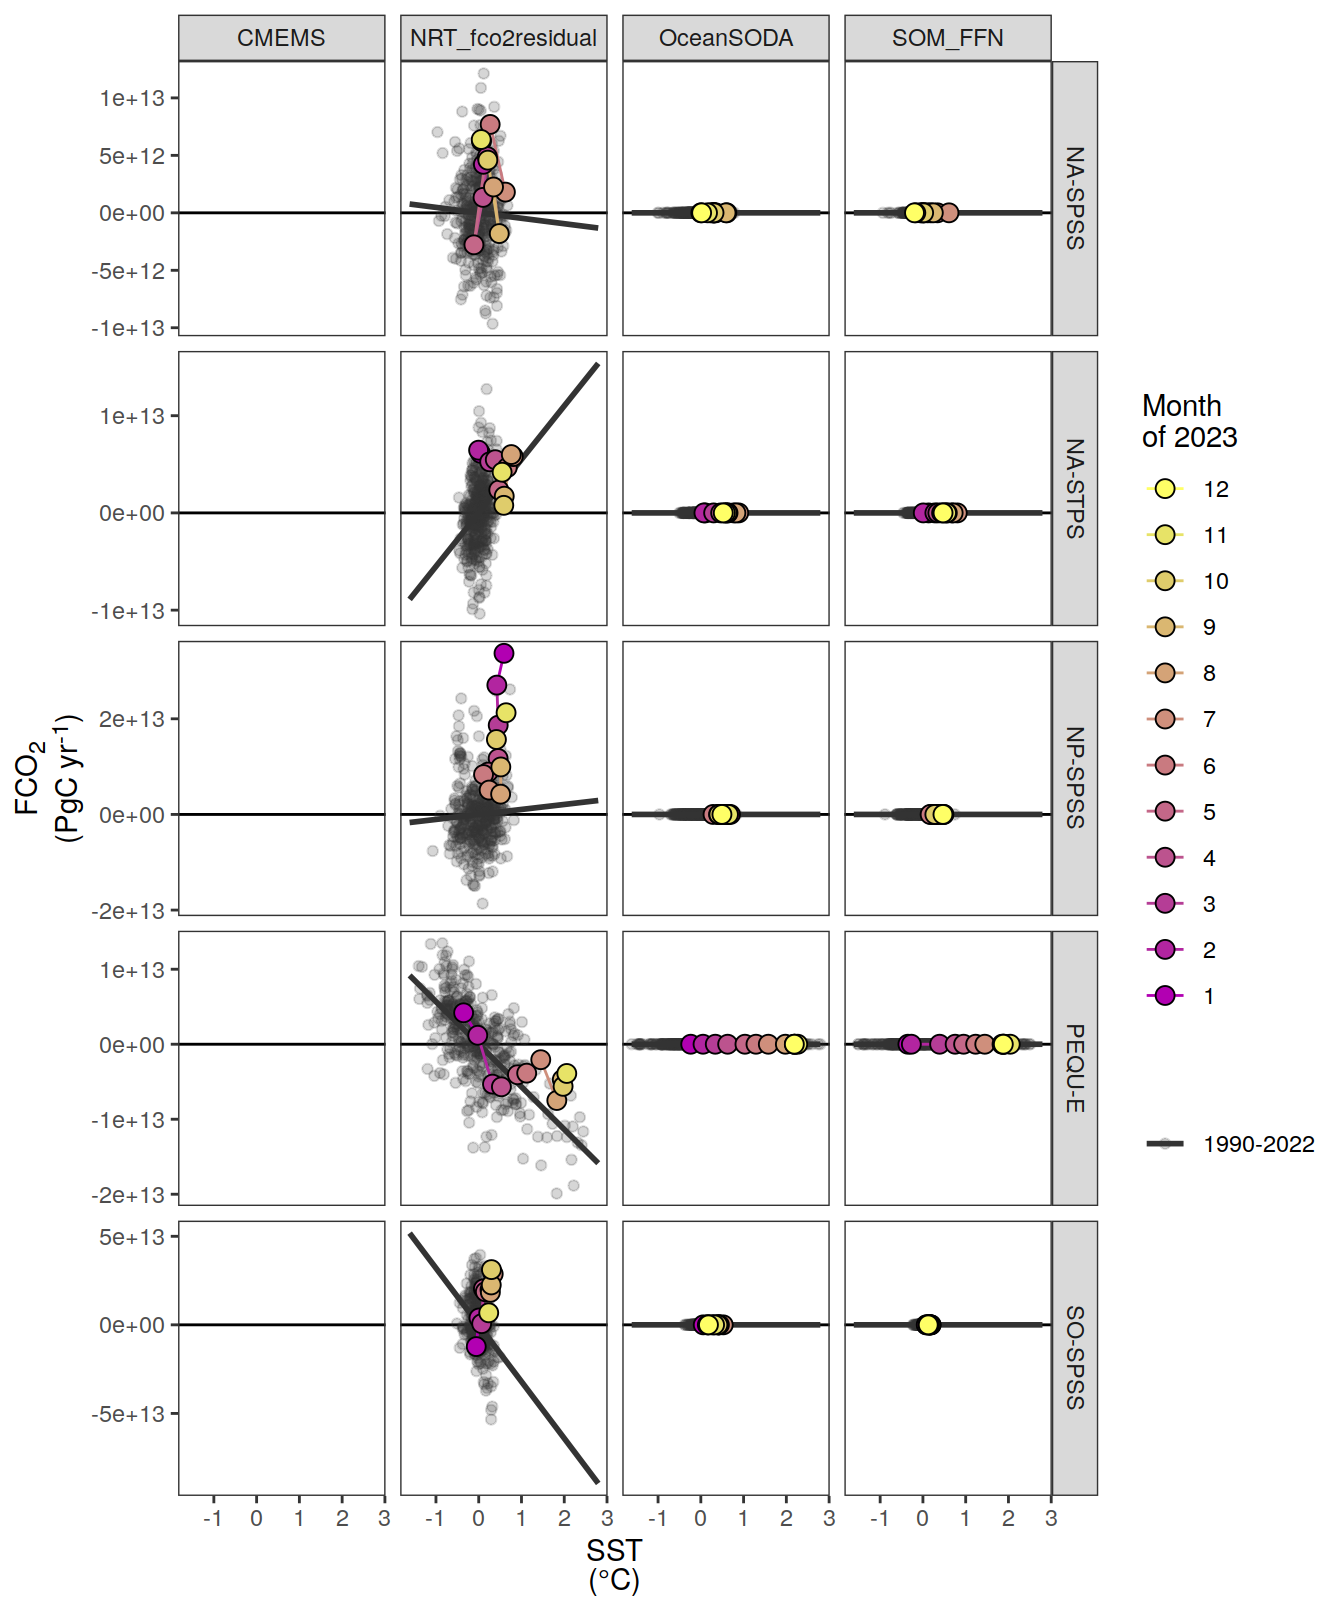 CMEMS NRT_fco2residual OceanSODA SOM_FFN
1e+13
5e+12
0e+00
-5e+12
-1e+13
NA-SPSS
1e+13
0e+00
-1e+13
NA-STPS
2e+13
0e+00
-2e+13
NP-SPSS
1e+13
0e+00
-1e+13
-2e+13
PEQU-E
5e+13
0e+00
-5e+13
SO-SPSS
-1 0 1 2 3 -1 0 1 2 3 -1 0 1 2 3 -1 0 1 2 3
SST
(°C)
FCO2
(PgC yr-1)
Month
of 2023
12
11
10
9
8
7
6
5
4
3
2
1
1990-2022